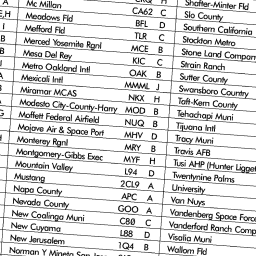 H Shafter-Minter Fld
A Mc Millan CA62 C Slo County
E,H Meadows Fld BFL D Southern California
I Mefford Fld TLR C Stockton Metro
E Merced Yosemite Rgnl MCE B Stone Land Company
B Mesa Del Rey KIC C Strain Ranch
Metro Oakland Intl OAK B Sutter County
Mexicali Intl MMML J Swansboro Country
Miramar MCAS NKX H Taft-Kern County
Modesto City-County-Harry MOD B Tehachapi Muni
Moffett Federal Airfield NUQ B Tijuana Intl
Mojave Air & Space Port MHV D Tracy Muni
Monterey Rgnl MRY B Travis AFB
Montgomery-Gibbs Exec MYF H Tusi AHP (Hunter Ligget
Mountain Valley L94 D Twentynine Palms
Mustang 2CL9 A University
Napa County APC A Van Nuys
Nevada County GOO A Vandenberg Space Forc
New Coalinga Muni C80 C Vanderford Ranch Comp
New Cuyama L88 D Visalia Muni
New Jerusalem 1Q4 B Wallom Fld
Norman Y Mineta San Jose